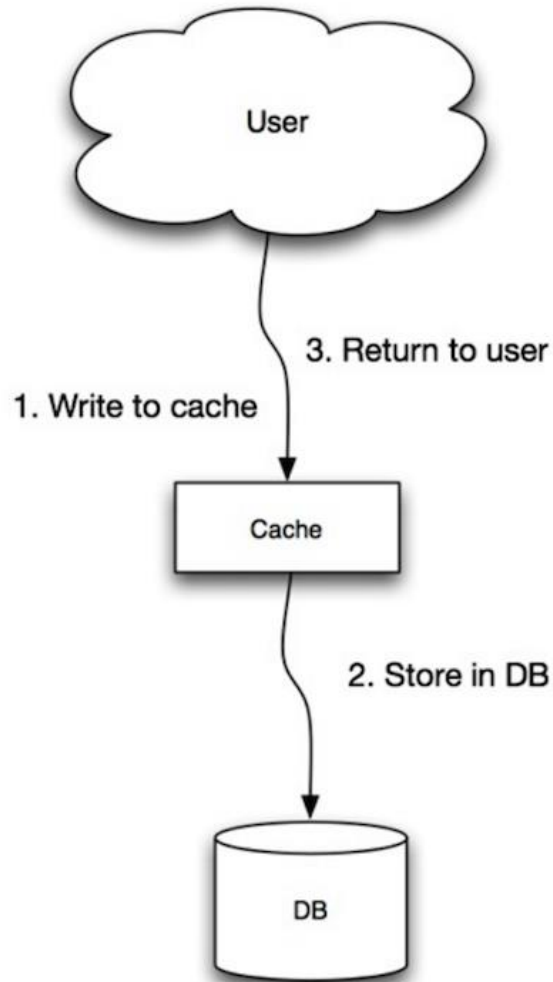 User
3. Return to user
1. Write to cache
Cache
2. Store in DB
DB